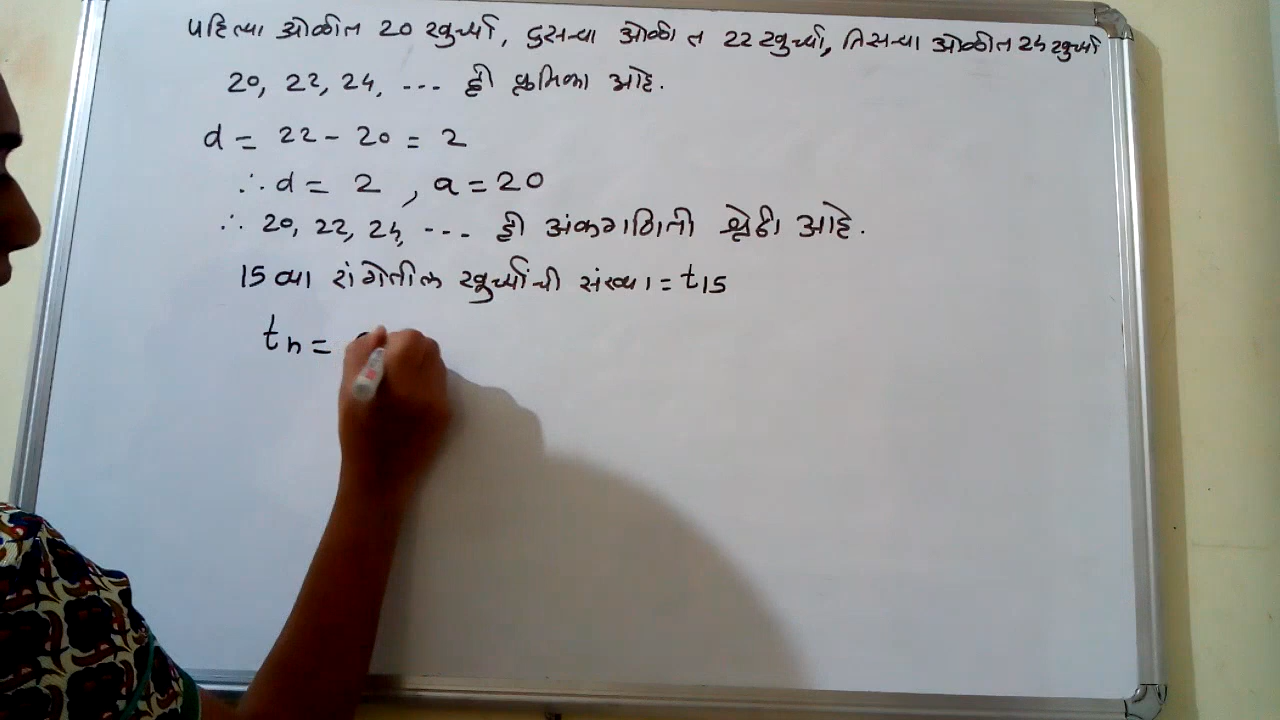 पहिल्या ओळीत 20 खुर्च्या, दुसऱ्या ओळीत 22 खुर्च्या, तिसऱ्या ओळीत 24 खुर्च्या
20, 22, 24, --- ही क्रमिका आहे.
d = 22 - 20 = 2
∴ d = 2 , a = 20
∴ 20, 22, 24, --- ही अंकगणिती श्रेढी आहे.
15 व्या रांगेतील खुर्च्यांची संख्या = t15
tn =